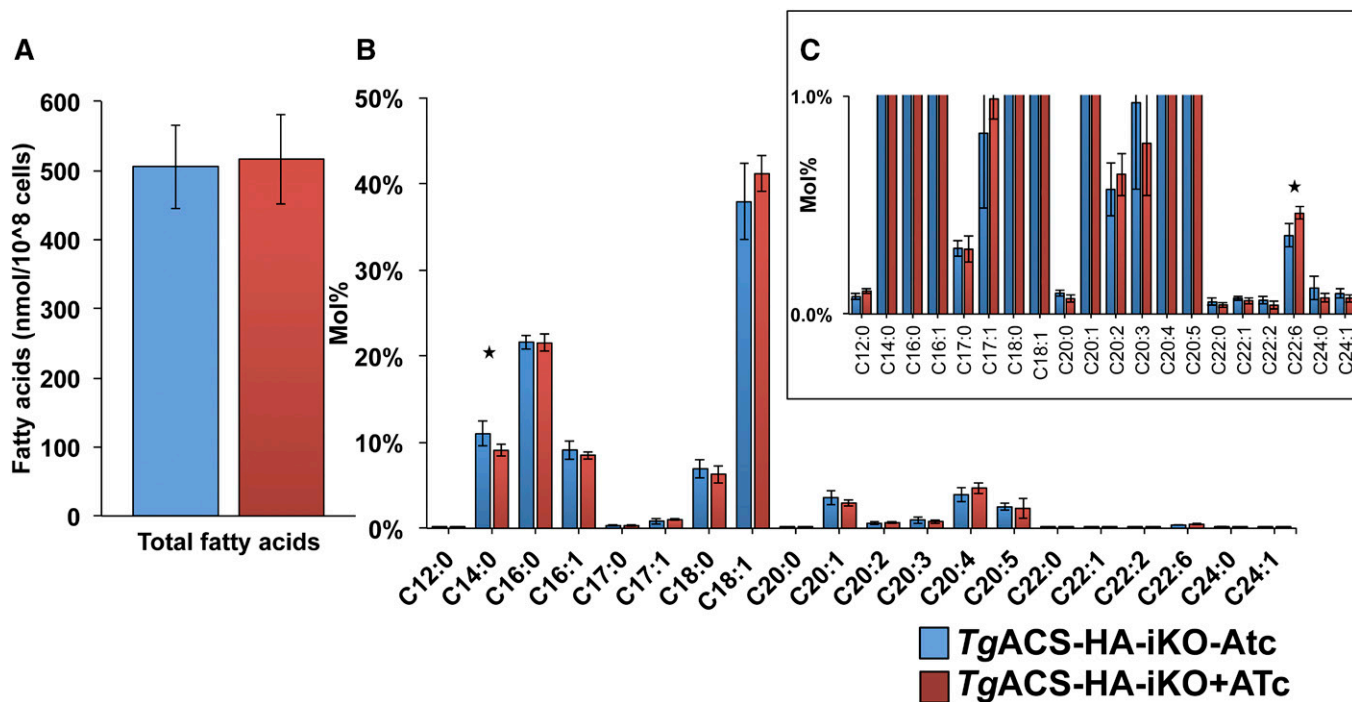 A
Fatty acids (nmol/10^8 cells)
600
500
400
300
200
100
0
Total fatty acids
B
Mol%
50%
40%
30%
20%
10%
0%
★
C12:0 C14:0 C16:0 C16:1 C17:0 C17:1 C18:0 C18:1 C20:0 C20:1 C20:2 C20:3 C20:4 C20:5 C22:0 C22:1 C22:2 C22:6 C24:0 C24:1
C
Mol%
1.0%
0.0%
★
C12:0 C14:0 C16:0 C16:1 C17:0 C17:1 C18:0 C18:1 C20:0 C20:1 C20:2 C20:3 C20:4 C20:5 C22:0 C22:1 C22:2 C22:6 C24:0 C24:1
TgACS-HA-iKO-Atc
TgACS-HA-iKO+ATc